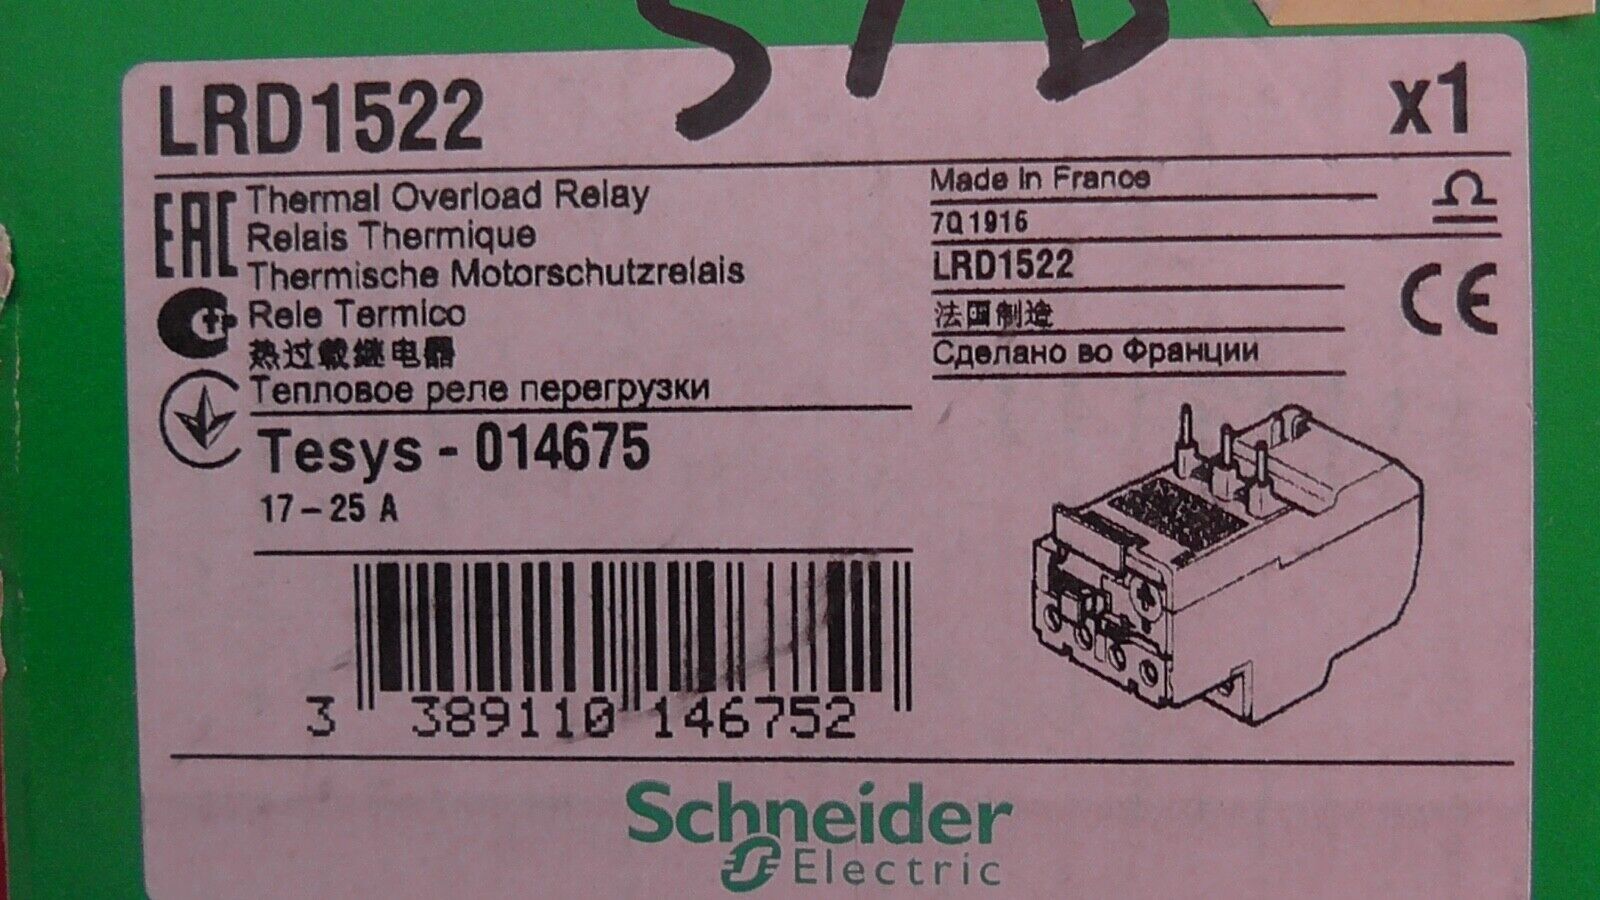 LRD1522
x1
EAC
Thermal Overload Relay
Relais Thermique
Thermische Motorschutzrelais
Rele Termico
热过载继电器
Тепловое реле перегрузки
Tesys - 014675
17-25 A
Made In France
7Q1916
LRD1522
法国制造
Сделано во Франции
CE
3 389110 146752
Schneider
Electric